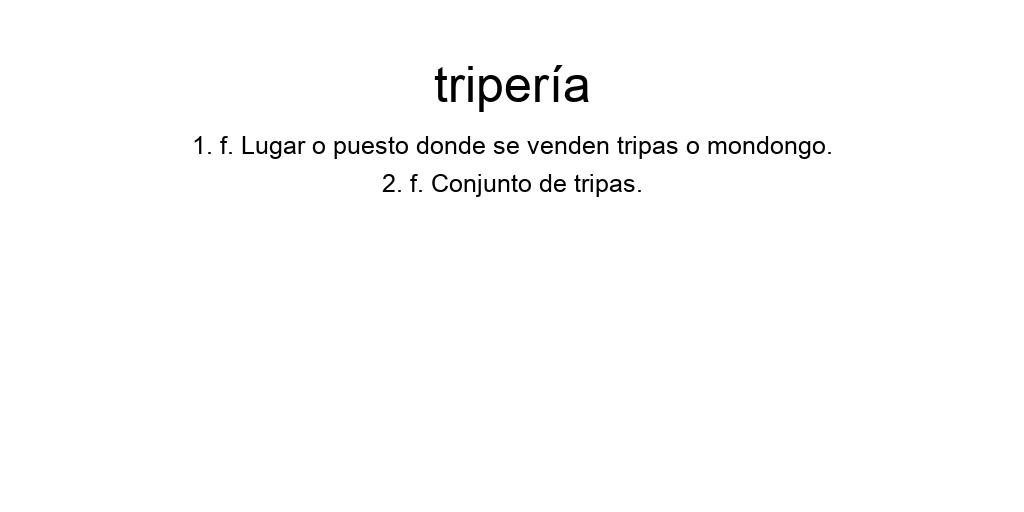 tripería
1. f. Lugar o puesto donde se venden tripas o mondongo.
2. f. Conjunto de tripas.